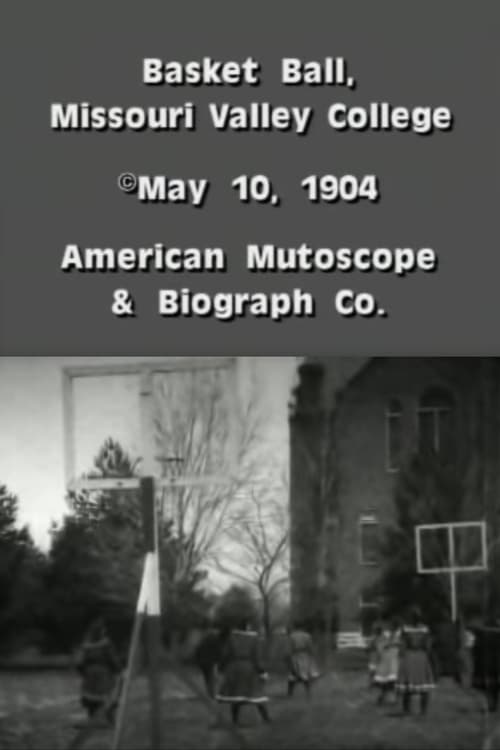 Basket Ball,
Missouri Valley College
©May 10, 1904
American Mutoscope
& Biograph Co.